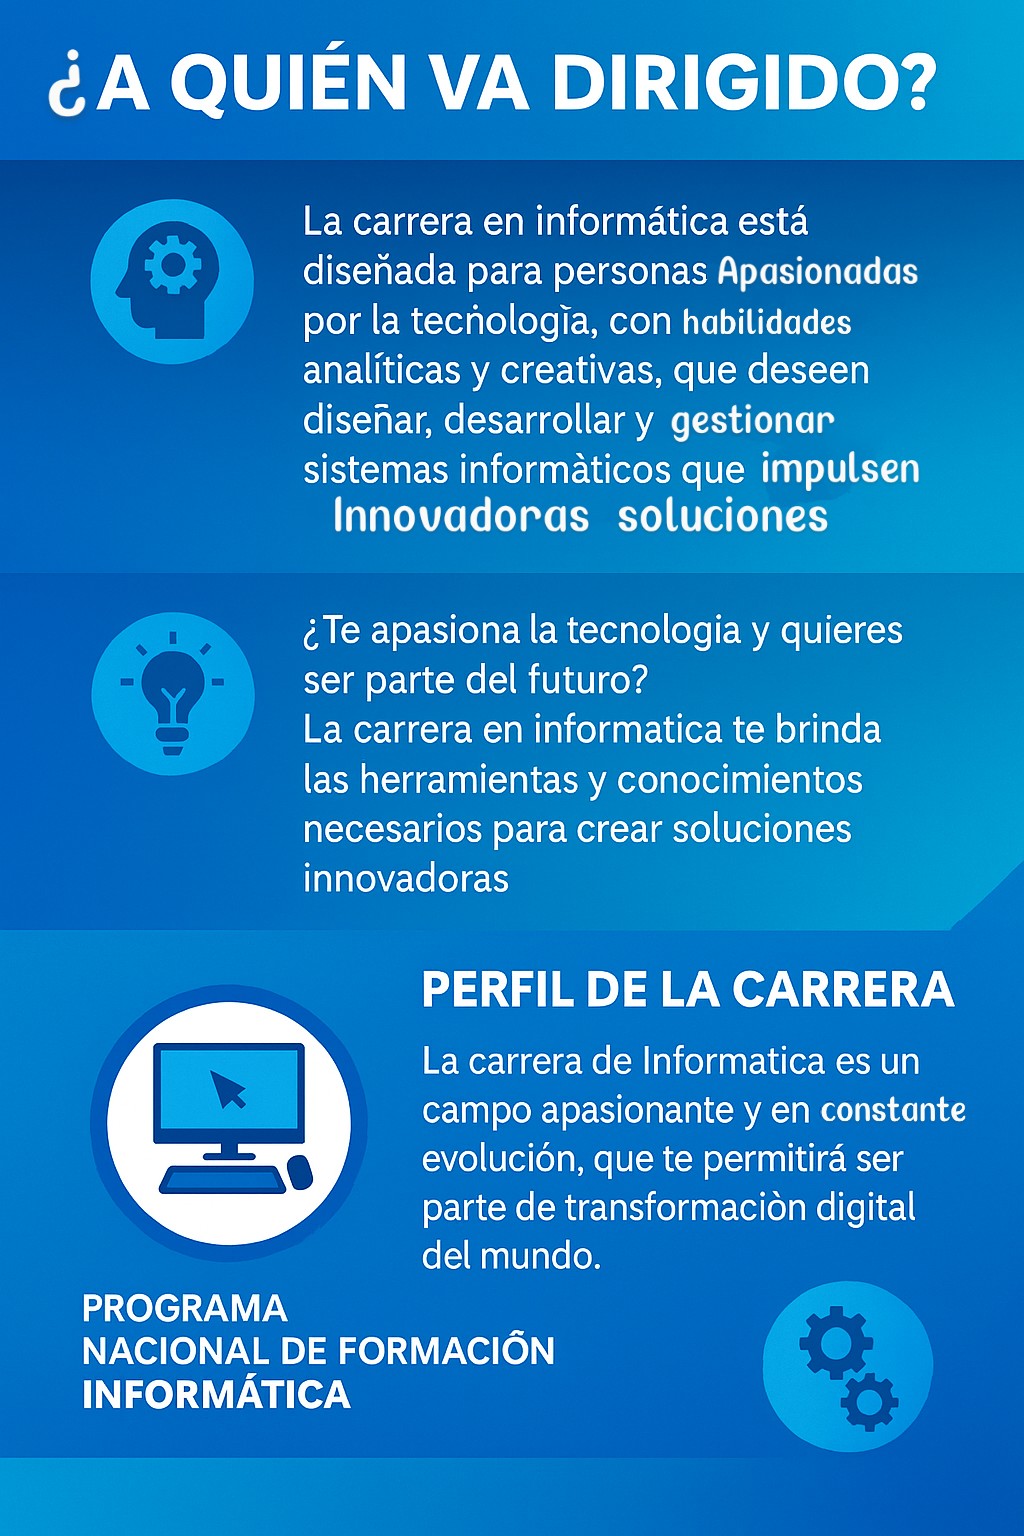 ¿A QUIÉN VA DIRIGIDO?
La carrera en informática está
diseñada para personas Apasionadas
por la tecṅologìa, con habilidades
analíticas y creativas, que deseen
diseñar, desarrollar y gestionar
sistemas informàticos que impulsen
Innovadoras soluciones
¿Te apasiona la tecnologia y quieres
ser parte del futuro?
La carrera en informatica te brinda
las herramientas y conocimientos
necesarios para crear soluciones
innovadoras
PERFIL DE LA CARRERA
La carrera de Informatica es un
campo apasionante y en constante
evolución, que te permitirá ser
parte de transformaciòn digital
del mundo.
PROGRAMA
NACIONAL DE FORMACIÕN
INFORMÁTICA